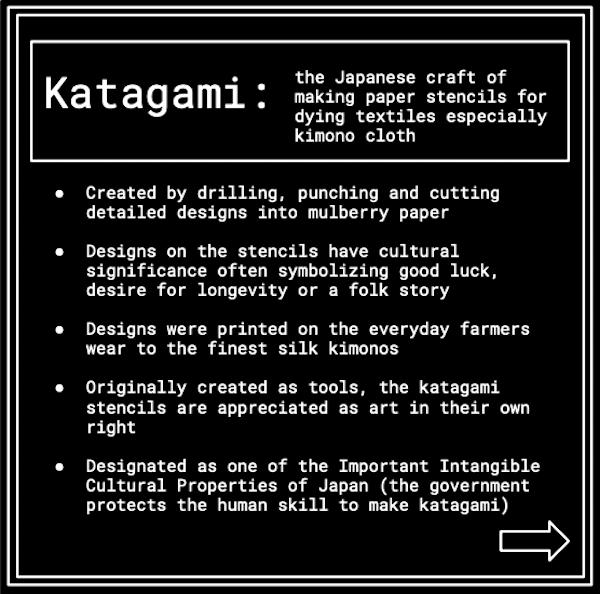 Katagami:
the Japanese craft of
making paper stencils for
dying textiles especially
kimono cloth
● Created by drilling, punching and cutting
detailed designs into mulberry paper
● Designs on the stencils have cultural
significance often symbolizing good luck,
desire for longevity or a folk story
● Designs were printed on the everyday farmers
wear to the finest silk kimonos
● Originally created as tools, the katagami
stencils are appreciated as art in their own
right
● Designated as one of the Important Intangible
Cultural Properties of Japan (the government
protects the human skill to make katagami)